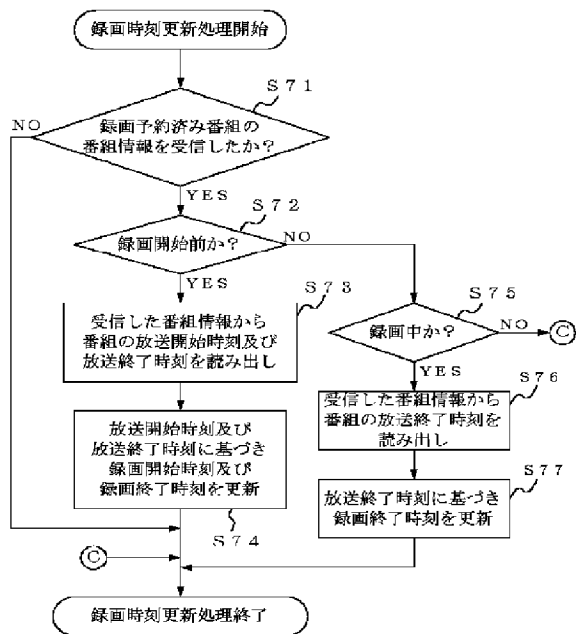 録画時刻更新処理開始
S71
NO
録画予約済み番組の
番組情報を受信したか？
YES
S72
録画開始前か？
NO
YES
S73
受信した番組情報から
番組の放送開始時刻及び
放送終了時刻を読み出し
S75
録画中か？
NO
C
YES
S76
受信した番組情報から
番組の放送終了時刻を
読み出し
放送開始時刻及び
放送終了時刻に基づき
録画開始時刻及び
録画終了時刻を更新
S74
S77
放送終了時刻に基づき
録画終了時刻を更新
C
録画時刻更新処理終了